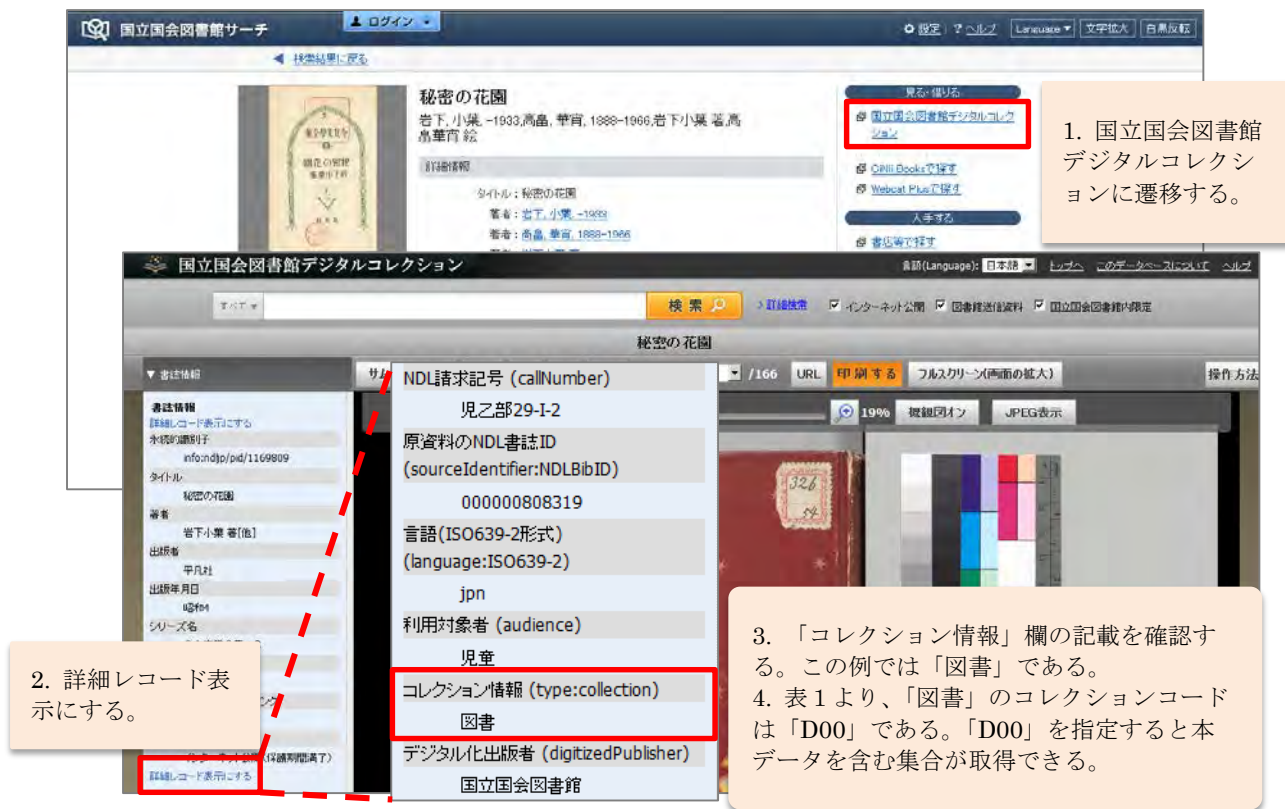 国立国会図書館サーチ
ログイン
設定 ? ヘルプ Language 文字拡大 白黒反転
検索結果に戻る
秘密の花園
岩下, 小葉, -1933,高畠, 華宵, 1888-1966,岩下小葉 著,高
畠華宵 絵
詳細情報
タイトル : 秘密の花園
著者 : 岩下, 小葉, -1933
著者 : 高畠, 華宵, 1888-1966
見る・借りる
国立国会図書館デジタルコレク
ション
CiNii Booksで探す
Webcat Plusで探す
入手する
書店等で探す
1. 国立国会図書館
デジタルコレクシ
ョンに遷移する。
国立国会図書館デジタルコレクション
言語(Language): 日本語 トップへ このデータベースについて ヘルプ
すべて 検索 詳細検索 インターネット公開 図書館送信資料 国立国会図書館内限定
秘密の花園
書誌情報
サム
/166 URL 印刷する フルスクリーン(画面の拡大) 操作方法
19% 概観図オン JPEG表示
書誌情報
詳細レコード表示にする
永続的識別子
info:ndljp/pid/1169809
タイトル
秘密の花園
著者
岩下小葉 著[他]
出版者
平凡社
出版年月日
昭和4
シリーズ名
詳細レコード表示にする
2. 詳細レコード表
示にする。
NDL請求記号 (callNumber)
児乙部29-I-2
原資料のNDL書誌ID
(sourceIdentifier:NDLBibID)
000000808319
言語(ISO639-2形式)
(language:ISO639-2)
jpn
利用対象者 (audience)
児童
コレクション情報 (type:collection)
図書
デジタル化出版者 (digitizedPublisher)
国立国会図書館
326
54
3. 「コレクション情報」欄の記載を確認す
る。この例では「図書」である。
4. 表１より、「図書」のコレクションコード
は「D00」である。「D00」を指定すると本
データを含む集合が取得できる。